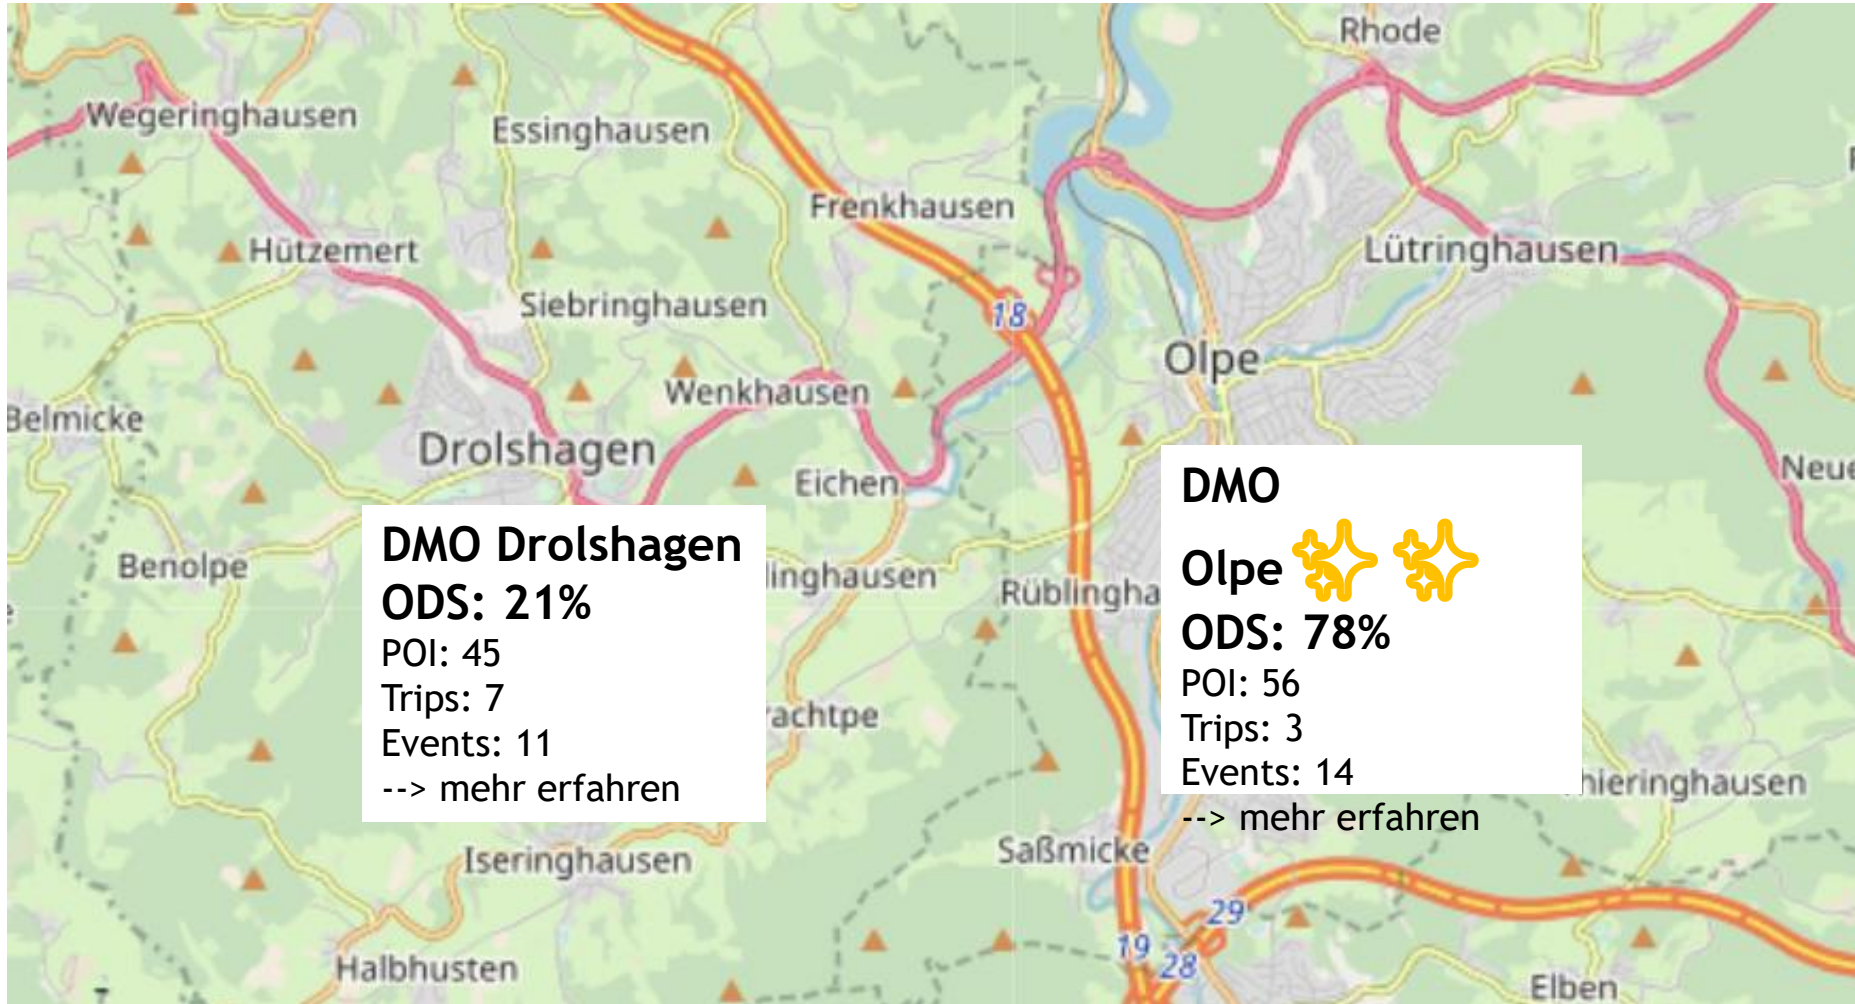 Rhode
Wegeringhausen
Essinghausen
Frenkhausen
Hützemert
Lütringhausen
Siebringhausen
18
Olpe
Wenkhausen
Belmicke
Drolshagen
Eichen
Neue
DMO
DMO Drolshagen
Olpe
Benolpe
linghausen
Rüblingha
ODS: 21%
ODS: 78%
POI: 45
POI: 56
Trips: 7
rachtpe
Trips: 3
Events: 11
Events: 14
hieringhausen
--> mehr erfahren
--> mehr erfahren
Saßmicke
Iseringhausen
29
19
28
Halbhusten
Elben